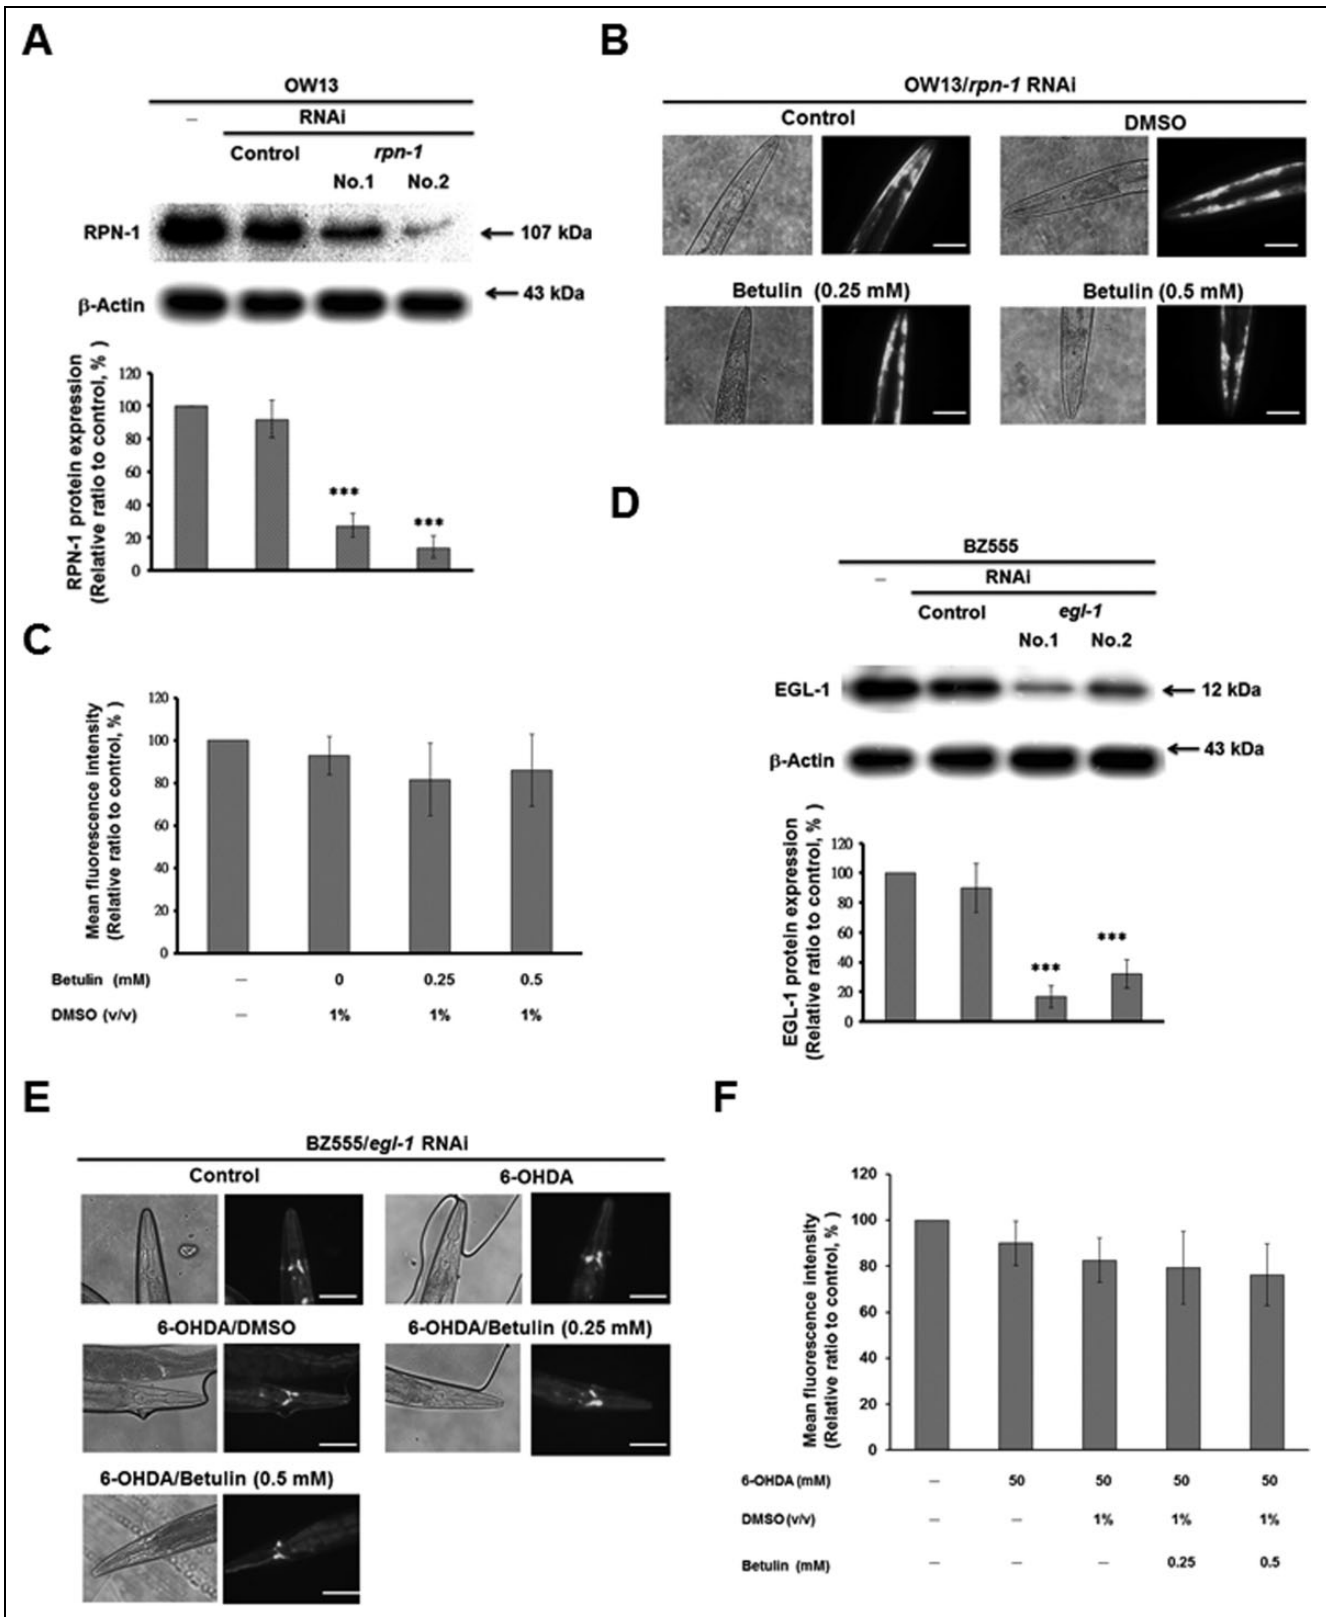 A
OW13
–
RNAi
Control
rpn-1
No.1 No.2
RPN-1
← 107 kDa
β-Actin
← 43 kDa
RPN-1 protein expression
(Relative ratio to control, % )
120
100
80
60
40
20
0
***
***
B
OW13/rpn-1 RNAi
Control
DMSO
Betulin (0.25 mM)
Betulin (0.5 mM)
C
Mean fluorescence intensity
(Relative ratio to control, % )
120
100
80
60
40
20
0
Betulin (mM) – 0 0.25 0.5
DMSO (v/v) – 1% 1% 1%
D
BZ555
–
RNAi
Control
egl-1
No.1 No.2
EGL-1
← 12 kDa
β-Actin
← 43 kDa
EGL-1 protein expression
(Relative ratio to control, % )
120
100
80
60
40
20
0
***
***
E
BZ555/egl-1 RNAi
Control
6-OHDA
6-OHDA/DMSO
6-OHDA/Betulin (0.25 mM)
6-OHDA/Betulin (0.5 mM)
F
Mean fluorescence intensity
(Relative ratio to control, % )
120
100
80
60
40
20
0
6-OHDA (mM) – 50 50 50 50
DMSO (v/v) – – 1% 1% 1%
Betulin (mM) – – – 0.25 0.5